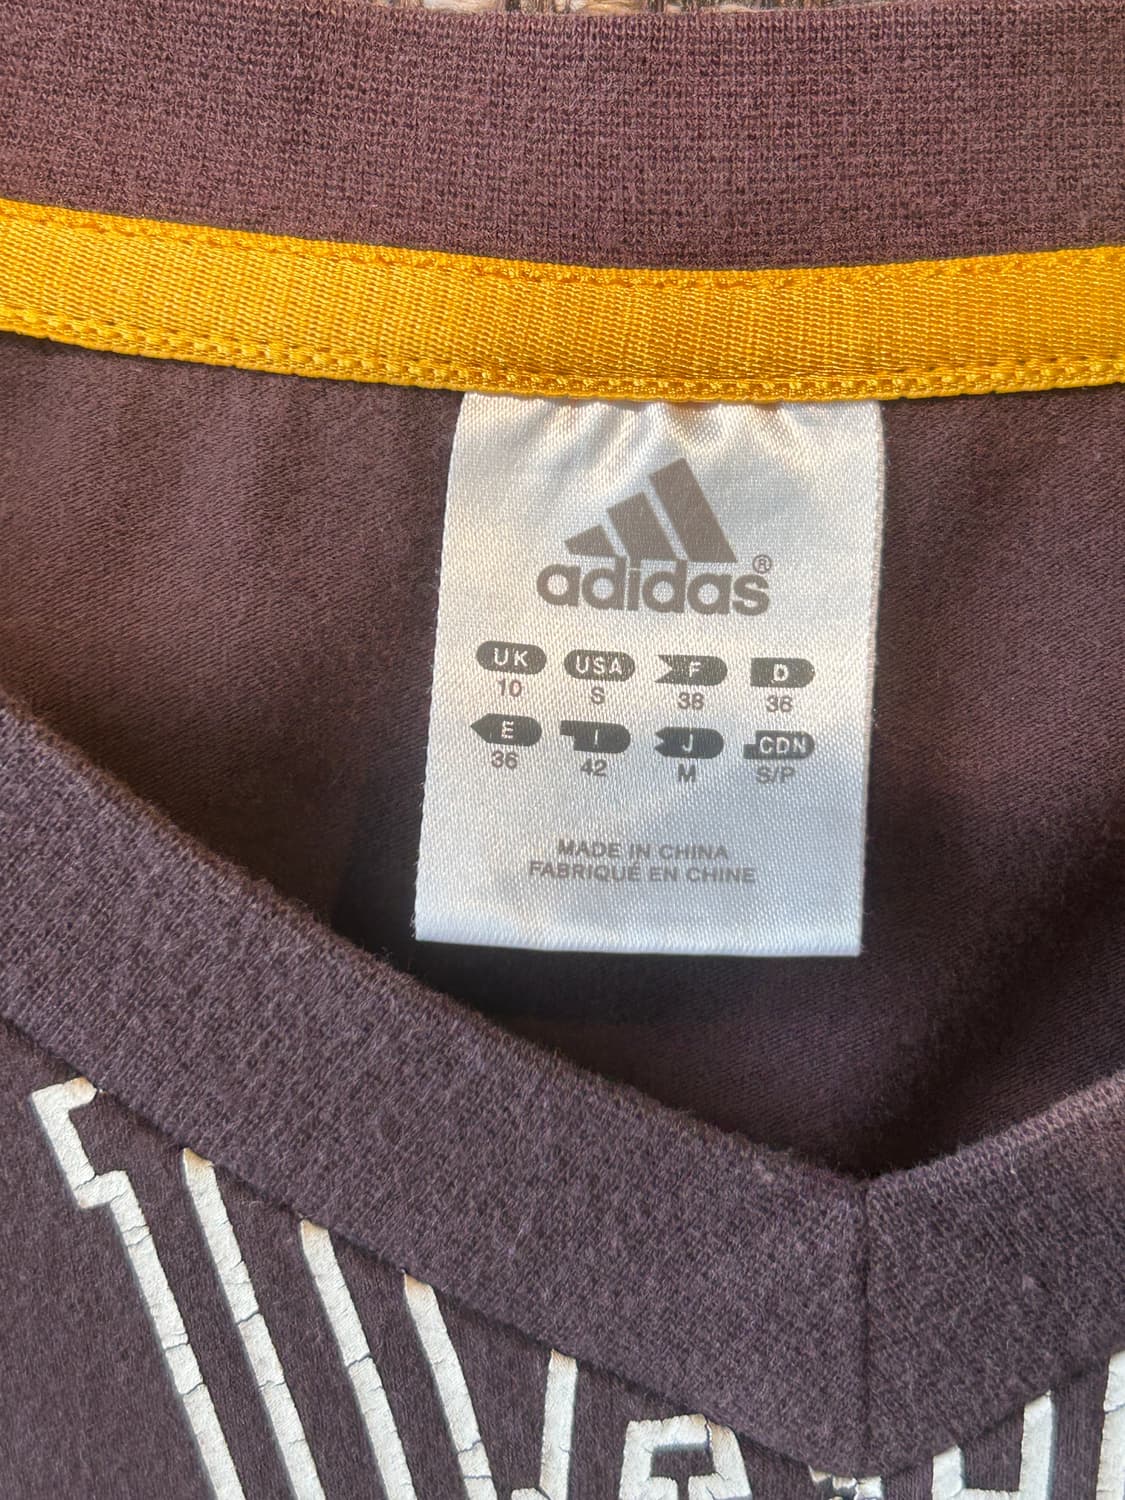 adidas®
UK USA F D
10 S 38 36
E I J CDN
36 42 M S/P
MADE IN CHINA
FABRIQUÉ EN CHINE